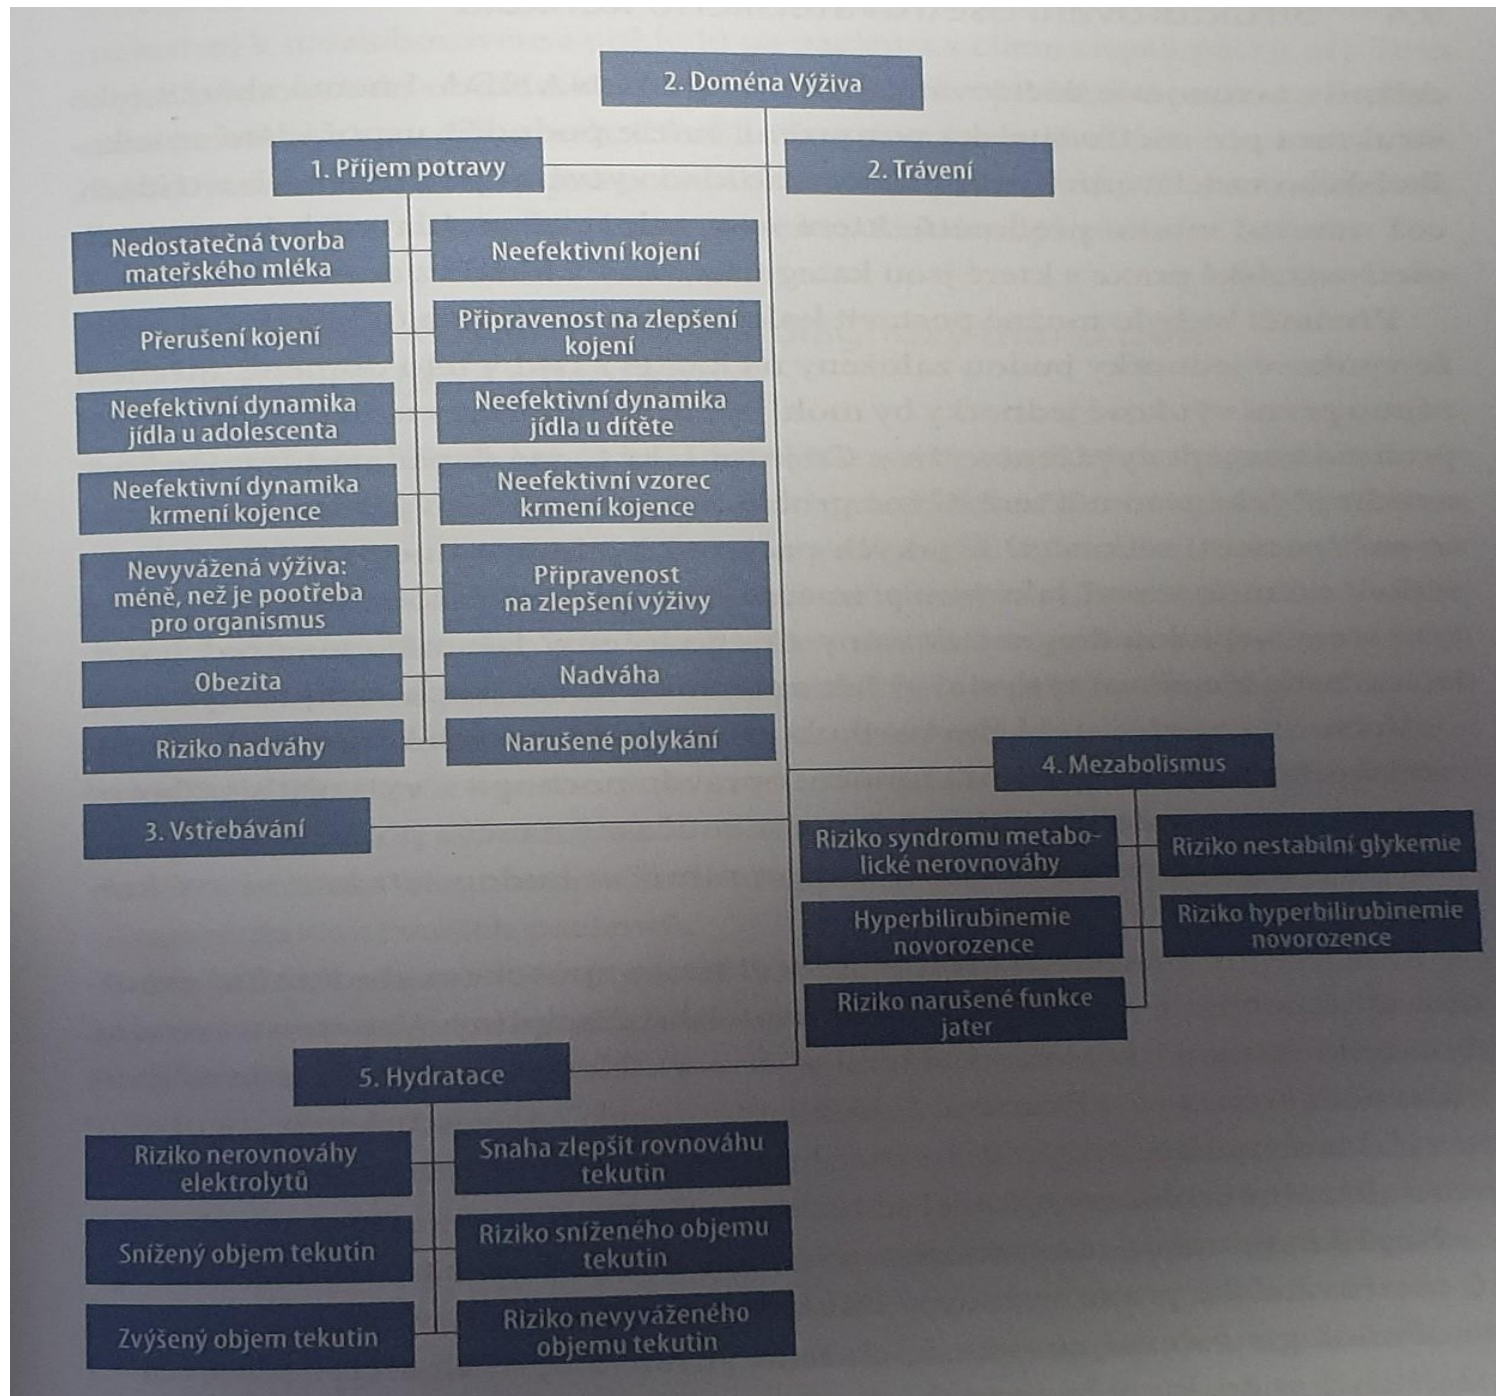 2. Doména Výživa
1. Příjem potravy
2. Trávení
Nedostatečná tvorba
mateřského mléka
Neefektivní kojení
Přerušení kojení
Připravenost na zlepšení
kojení
Neefektivní dynamika
jídla u adolescenta
Neefektivní dynamika
jídla u dítěte
Neefektivní dynamika
krmení kojence
Neefektivní vzorec
krmení kojence
Nevyvážená výživa:
méně, než je pootřeba
pro organismus
Připravenost
na zlepšení výživy
Obezita
Nadváha
Riziko nadváhy
Narušené polykání
3. Vstřebávání
4. Mezabolismus
Riziko syndromu metabo-
lické nerovnováhy
Riziko nestabilní glykemie
Hyperbilirubinemie
novorozence
Riziko hyperbilirubinemie
novorozence
Riziko narušené funkce
jater
5. Hydratace
Riziko nerovnováhy
elektrolytů
Snaha zlepšit rovnováhu
tekutin
Snížený objem tekutin
Riziko sníženého objemu
tekutin
Zvýšený objem tekutin
Riziko nevyváženého
objemu tekutin